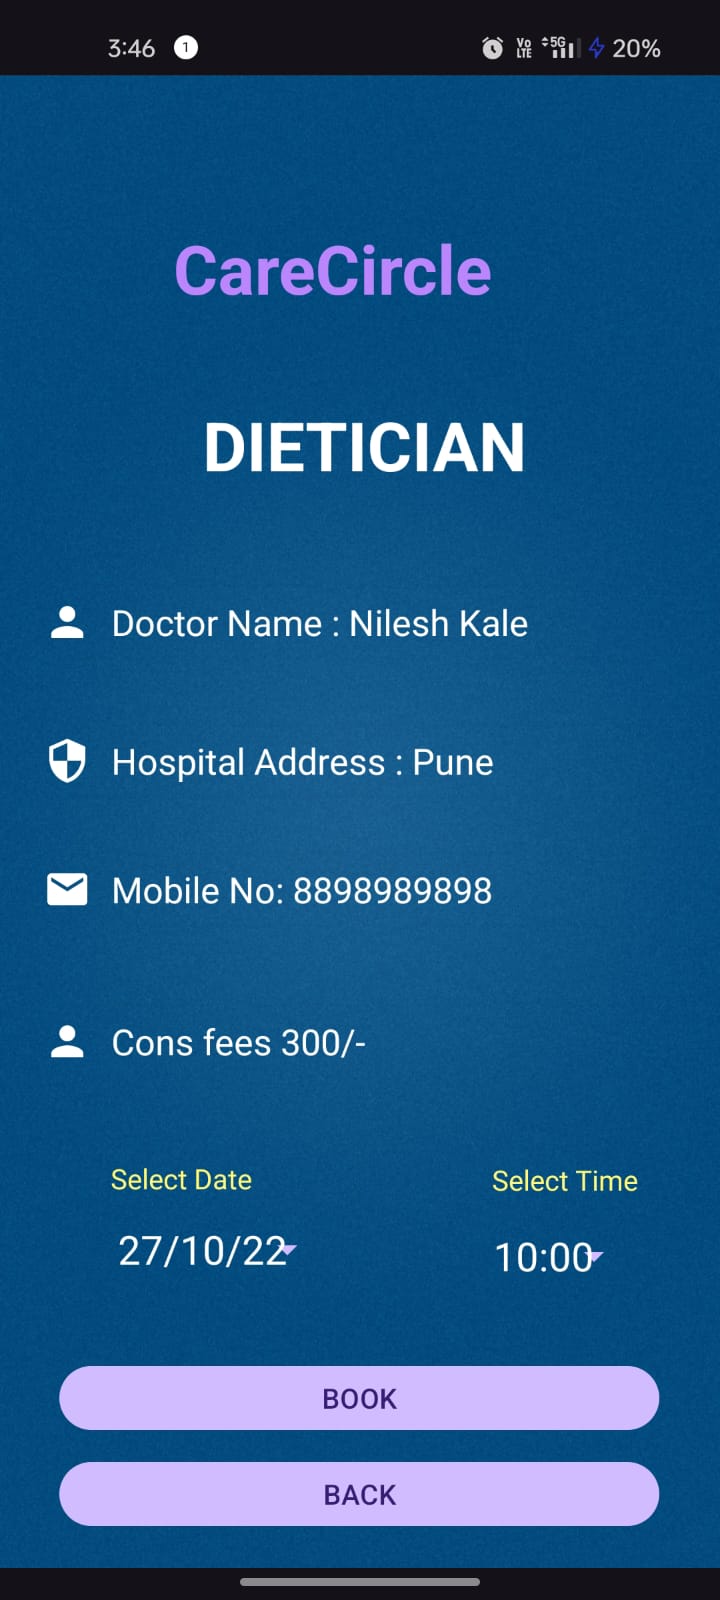 3:46 1 Vo LTE 5G 20%
CareCircle
DIETICIAN
Doctor Name : Nilesh Kale
Hospital Address : Pune
Mobile No: 8898989898
Cons fees 300/-
Select Date Select Time
27/10/22 10:00
BOOK
BACK